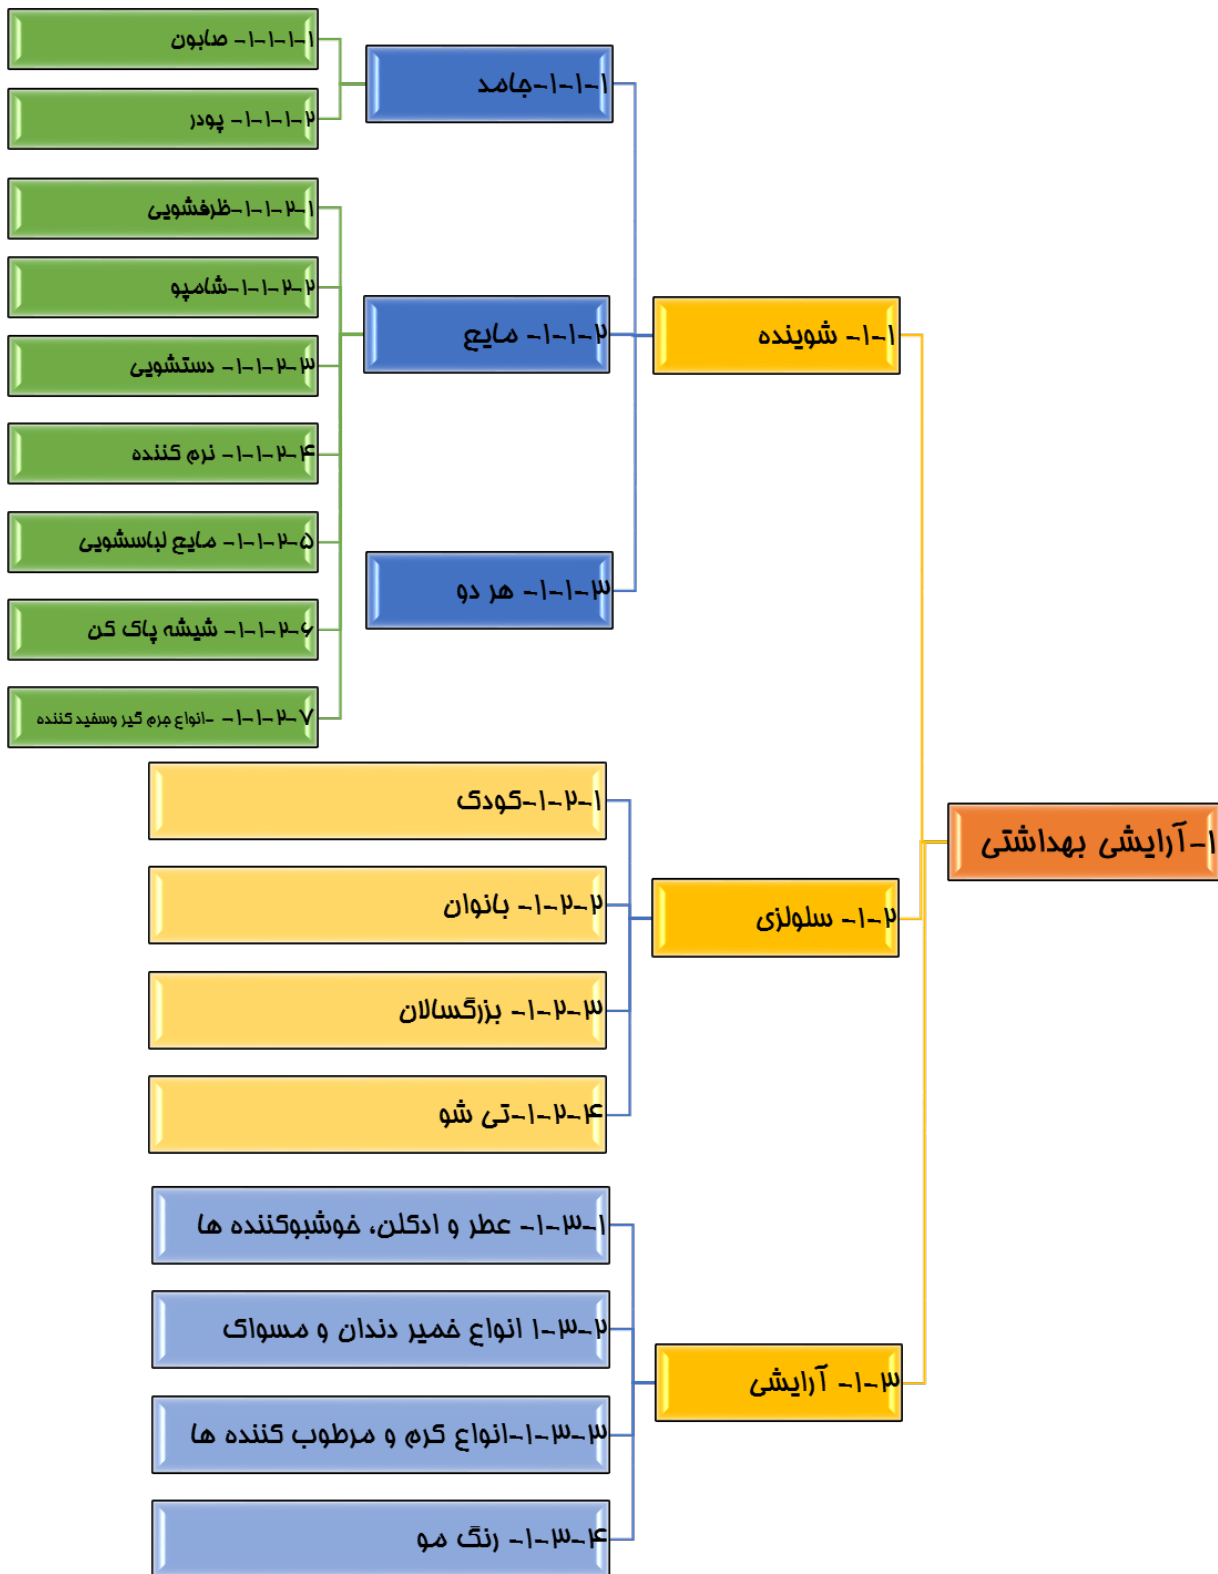 ۱-آرایشی بهداشتی
۱-۱- شوینده
۱-۱-۱-جامد
۱-۱-۱-۱- صابون
۱-۱-۱-۲- پودر
۱-۱-۲- مایع
۱-۱-۲-۱-ظرفشویی
۱-۱-۲-۲-شامپو
۱-۱-۲-۳- دستشویی
۱-۱-۲-۴- نرم کننده
۱-۱-۲-۵- مایع لباسشویی
۱-۱-۲-۶- شیشه پاک کن
۱-۱-۲-۷- -انواع جرم گیر وسفید کننده
۱-۱-۳- هر دو
۱-۲- سلولزی
۱-۲-۱-کودک
۱-۲-۲- بانوان
۱-۲-۳- بزرگسالان
۱-۲-۴-تی شو
۱-۳- آرایشی
۱-۳-۱- عطر و ادکلن، خوشبوکننده ها
۱-۳-۲ انواع خمیر دندان و مسواک
۱-۳-۳-انواع کرم و مرطوب کننده ها
۱-۳-۴- رنگ مو